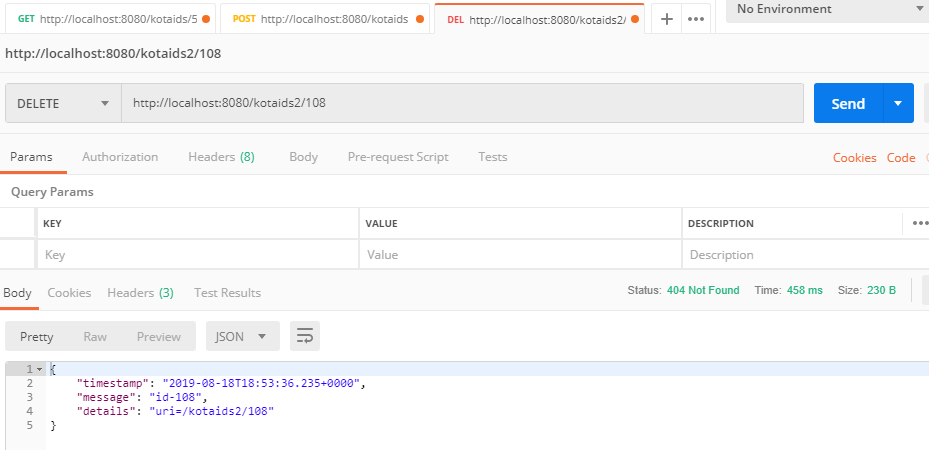 GET http://localhost:8080/kotaids/5 POST http://localhost:8080/kotaids DEL http://localhost:8080/kotaids2/ No Environment
http://localhost:8080/kotaids2/108
DELETE http://localhost:8080/kotaids2/108 Send
Params Authorization Headers (8) Body Pre-request Script Tests Cookies Code
Query Params
KEY VALUE DESCRIPTION
Key Value Description
Body Cookies Headers (3) Test Results Status: 404 Not Found Time: 458 ms Size: 230 B
Pretty Raw Preview JSON
1 {
2 "timestamp": "2019-08-18T18:53:36.235+0000",
3 "message": "id-108",
4 "details": "uri=/kotaids2/108"
5 }